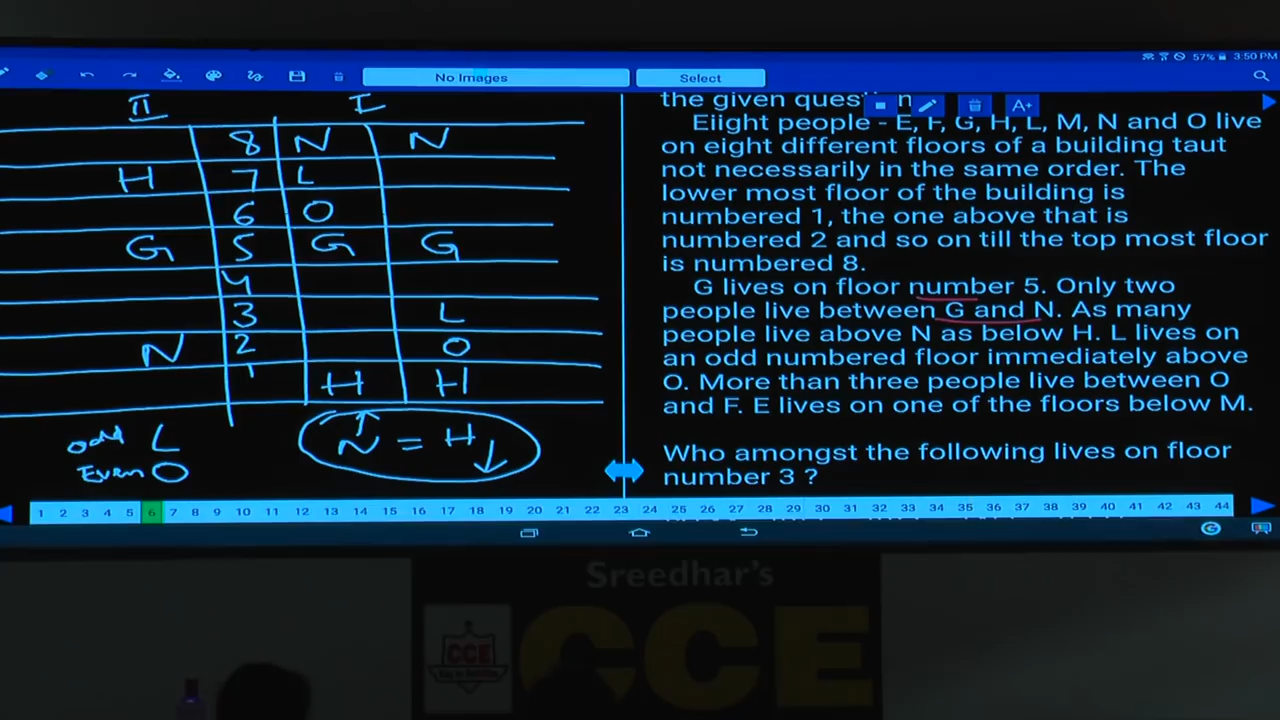 57% 3:50 PM
No Images Select
II I
8 N N
H 7 L
6 O
G 5 G G
4
3 L
N 2 O
1 H H
odd L
Even O
N = H
the given ques n
Eiight people - E, F, G, H, L, M, N and O live
on eight different floors of a building taut
not necessarily in the same order. The
lower most floor of the building is
numbered 1, the one above that is
numbered 2 and so on till the top most floor
is numbered 8.
G lives on floor number 5. Only two
people live between G and N. As many
people live above N as below H. L lives on
an odd numbered floor immediately above
O. More than three people live between O
and F. E lives on one of the floors below M.
Who amongst the following lives on floor
number 3 ?
1 2 3 4 5 6 7 8 9 10 11 12 13 14 15 16 17 18 19 20 21 22 23 24 25 26 27 28 29 30 31 32 33 34 35 36 37 38 39 40 41 42 43 44
Sreedhar's
CCE
CCE